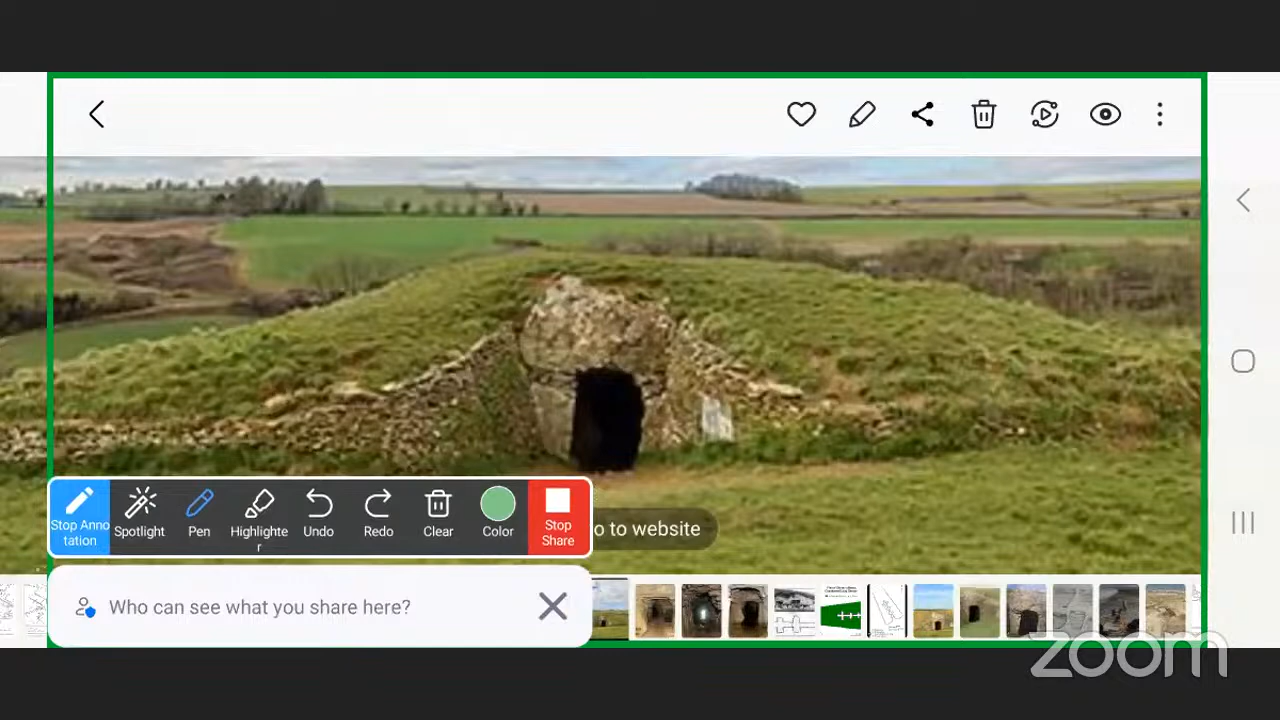 Stop Anno
tation
Spotlight
Pen
Highlighte
r
Undo
Redo
Clear
Color
Stop
Share
o to website
Who can see what you share here?
zoom